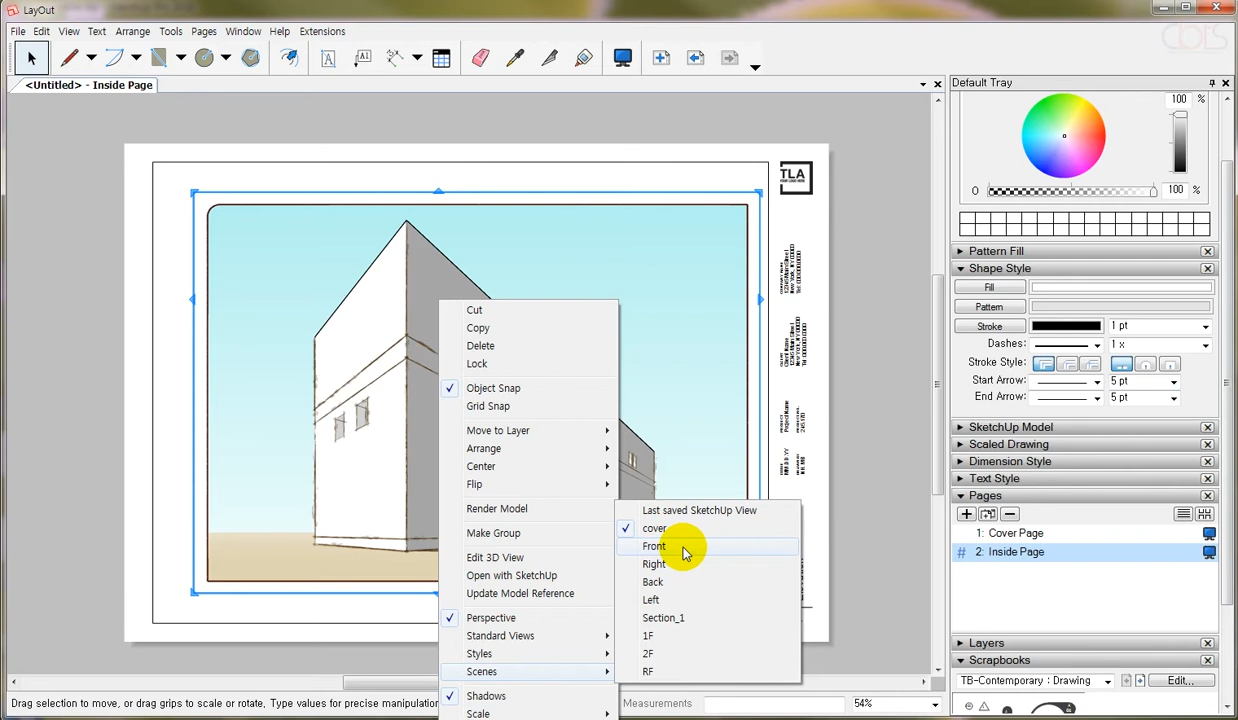 LayOut
File Edit View Text Arrange Tools Pages Window Help Extensions
<Untitled> - Inside Page
Default Tray
100 %
O 100 %
Pattern Fill
Shape Style
Fill
Pattern
Stroke 1 pt
Dashes: 1 x
Stroke Style:
Start Arrow: 5 pt
End Arrow: 5 pt
SketchUp Model
Scaled Drawing
Dimension Style
Text Style
Pages
1: Cover Page
# 2: Inside Page
Layers
Scrapbooks
TB-Contemporary : Drawing Edit...
TLA
YOUR LOGO HERE
Cut
Copy
Delete
Lock
Object Snap
Grid Snap
Move to Layer
Arrange
Center
Flip
Render Model
Make Group
Edit 3D View
Open with SketchUp
Update Model Reference
Perspective
Standard Views
Styles
Scenes
Shadows
Scale
Last saved SketchUp View
cover
Front
Right
Back
Left
Section_1
1F
2F
RF
Drag selection to move, or drag grips to scale or rotate, Type values for precise manipulation
Measurements
54%